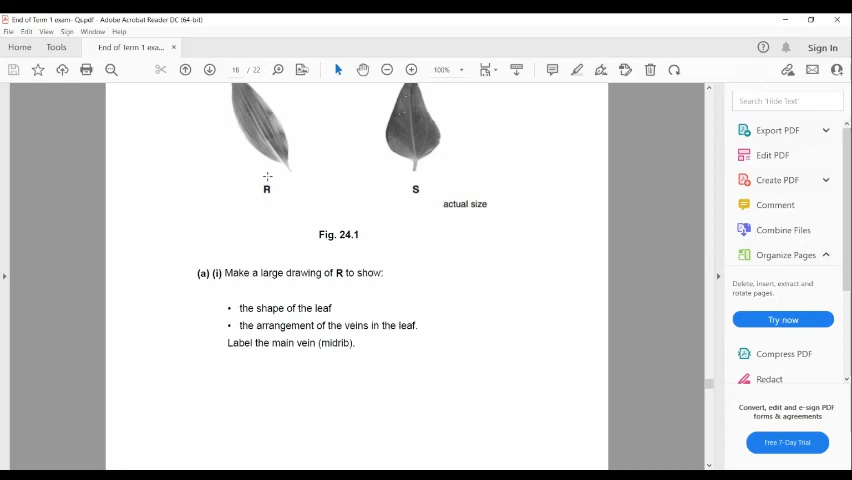 End of Term 1 exam- Qs.pdf - Adobe Acrobat Reader DC (64-bit)
File Edit View Sign Window Help
Home Tools End of Term 1 exa... × Sign In
18 / 22 100%
Search 'Hide Text'
Export PDF
Edit PDF
Create PDF
Comment
Combine Files
Organize Pages
Delete, insert, extract and
rotate pages.
Try now
Compress PDF
Redact
Convert, edit and e-sign PDF
forms & agreements
Free 7-Day Trial
R S
actual size
Fig. 24.1
(a) (i) Make a large drawing of R to show:
• the shape of the leaf
• the arrangement of the veins in the leaf.
Label the main vein (midrib).